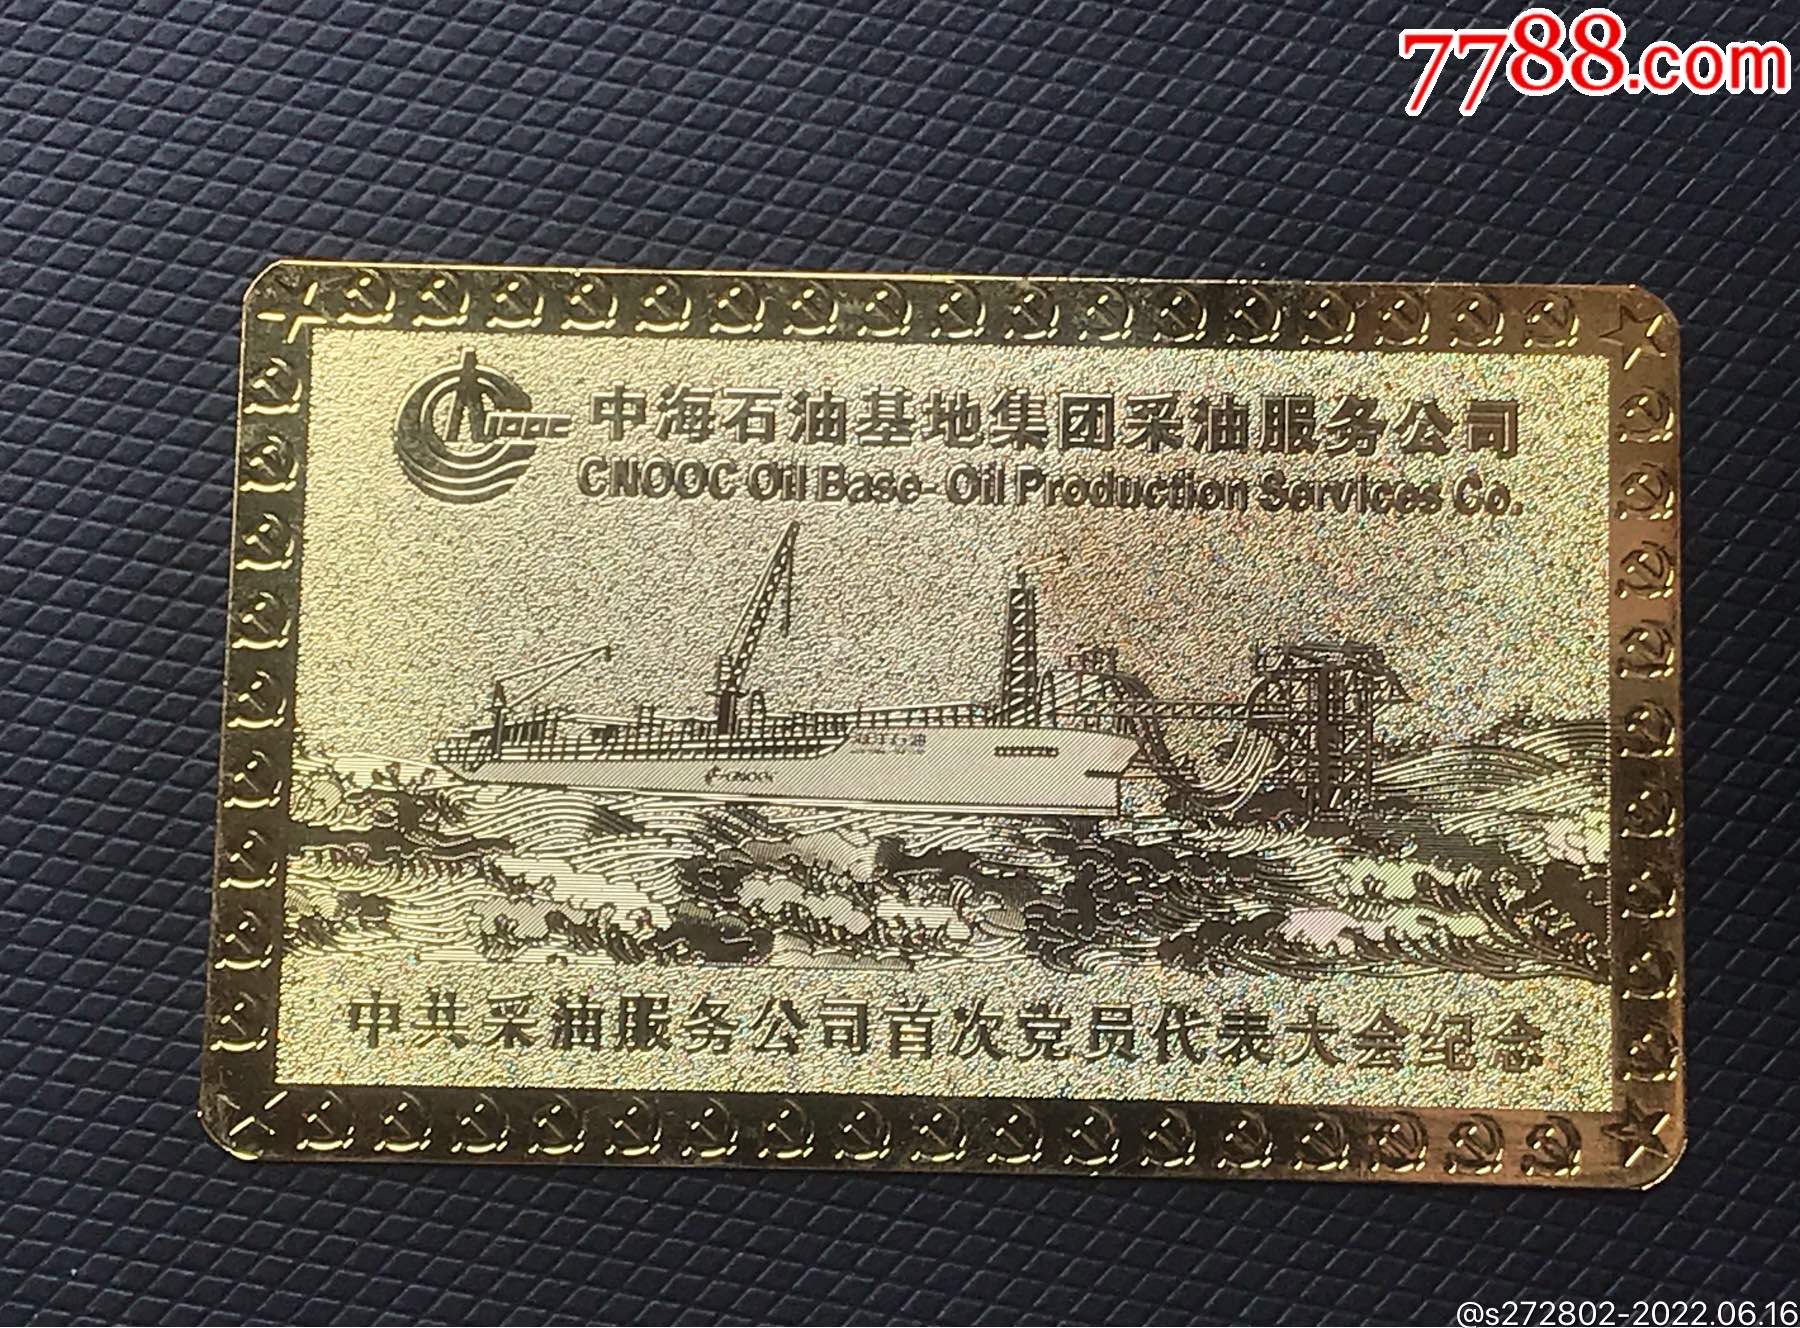 7788.com
CNOOC 中海石油基地集团采油服务公司
CNOOC Oil Base-Oil Production Services Co.
CNOOC
中共采油服务公司首次党员代表大会纪念
@s272802-2022.06.16